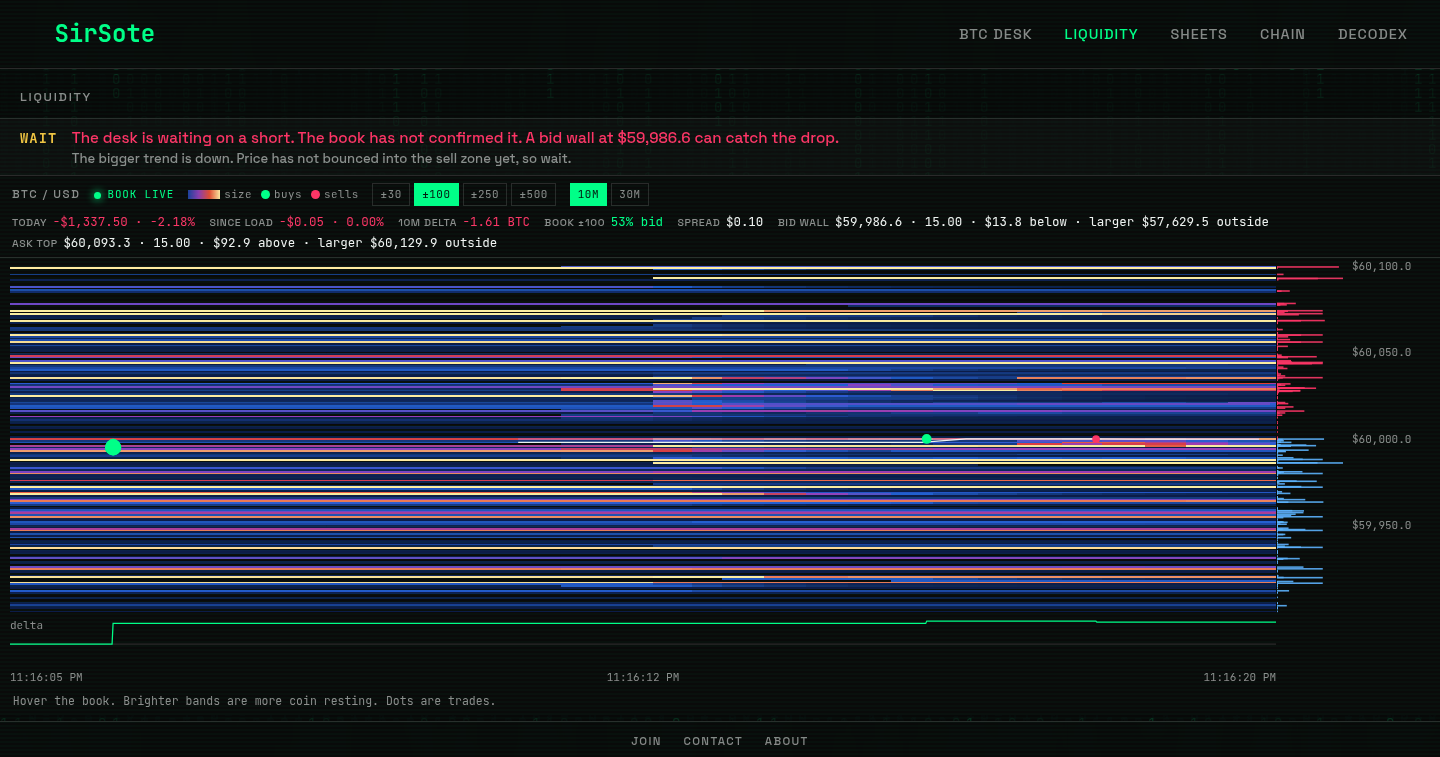 SirSote
BTC DESK LIQUIDITY SHEETS CHAIN DECODEX
LIQUIDITY
WAIT The desk is waiting on a short. The book has not confirmed it. A bid wall at $59,986.6 can catch the drop.
The bigger trend is down. Price has not bounced into the sell zone yet, so wait.
BTC / USD BOOK LIVE size buys sells ±30 ±100 ±250 ±500 10M 30M
TODAY -$1,337.50 · -2.18% SINCE LOAD -$0.05 · 0.00% 10M DELTA -1.61 BTC BOOK ±100 53% bid SPREAD $0.10 BID WALL $59,986.6 · 15.00 · $13.8 below · larger $57,629.5 outside
ASK TOP $60,093.3 · 15.00 · $92.9 above · larger $60,129.9 outside
$60,100.0
$60,050.0
$60,000.0
$59,950.0
delta
11:16:05 PM 11:16:12 PM 11:16:20 PM
Hover the book. Brighter bands are more coin resting. Dots are trades.
JOIN CONTACT ABOUT